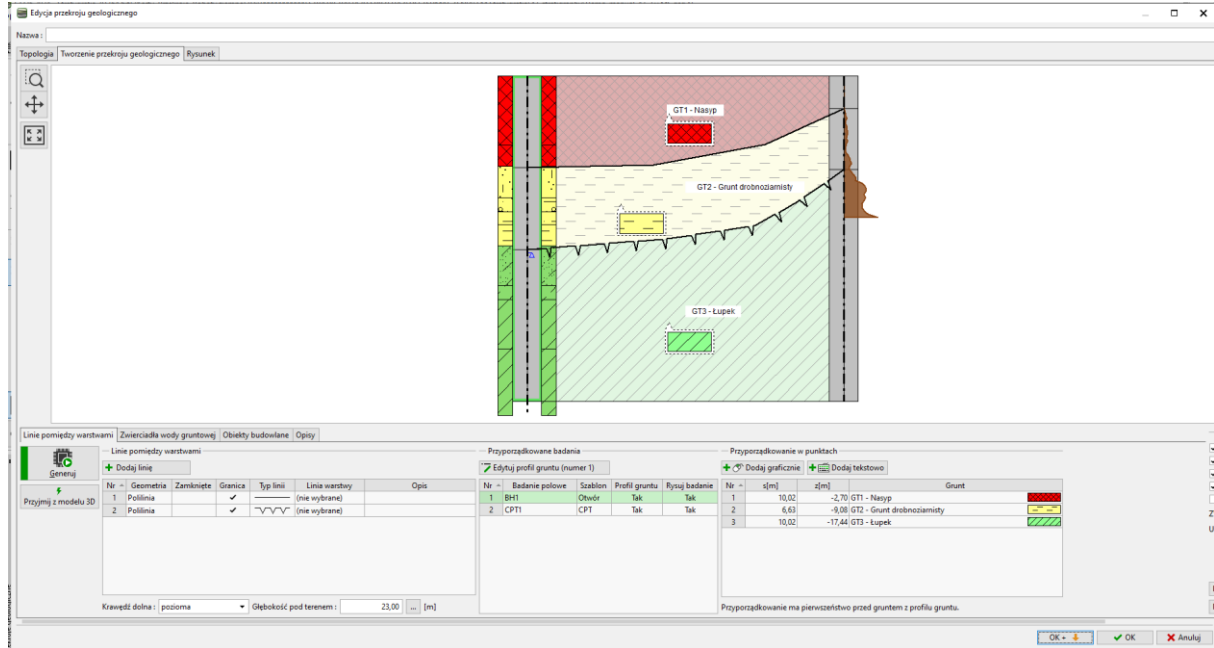 Edycja przekroju geologicznego
Nazwa :
Topologia Tworzenie przekroju geologicznego Rysunek
GT1 - Nasyp
GT2 - Grunt drobnoziarnisty
GT3 - Łupek
Linie pomiędzy warstwami Zwierciadła wody gruntowej Obiekty budowlane Opisy
Generuj
Przyjmij z modelu 3D
Linie pomiędzy warstwami
Dodaj linię
Nr Geometria Zamknięte Granica Typ linii Linia warstwy Opis
1 Polilinia (nie wybrane)
2 Polilinia (nie wybrane)
Krawędź dolna : pozioma Głębokość pod terenem : 23,00 ... [m]
Przyporządkowane badania
Edytuj profil gruntu (numer 1)
Nr Badanie polowe Szablon Profil gruntu Rysuj badanie
1 BH1 Otwór Tak Tak
2 CPT1 CPT Tak Tak
Przyporządkowanie w punktach
Dodaj graficznie Dodaj tekstowo
Nr s[m] z[m] Grunt
1 10,02 -2,70 GT1 - Nasyp
2 6,63 -9,08 GT2 - Grunt drobnoziarnisty
3 10,02 -17,44 GT3 - Łupek
Przyporządkowanie ma pierwszeństwo przed gruntem z profilu gruntu.
OK + OK Anuluj